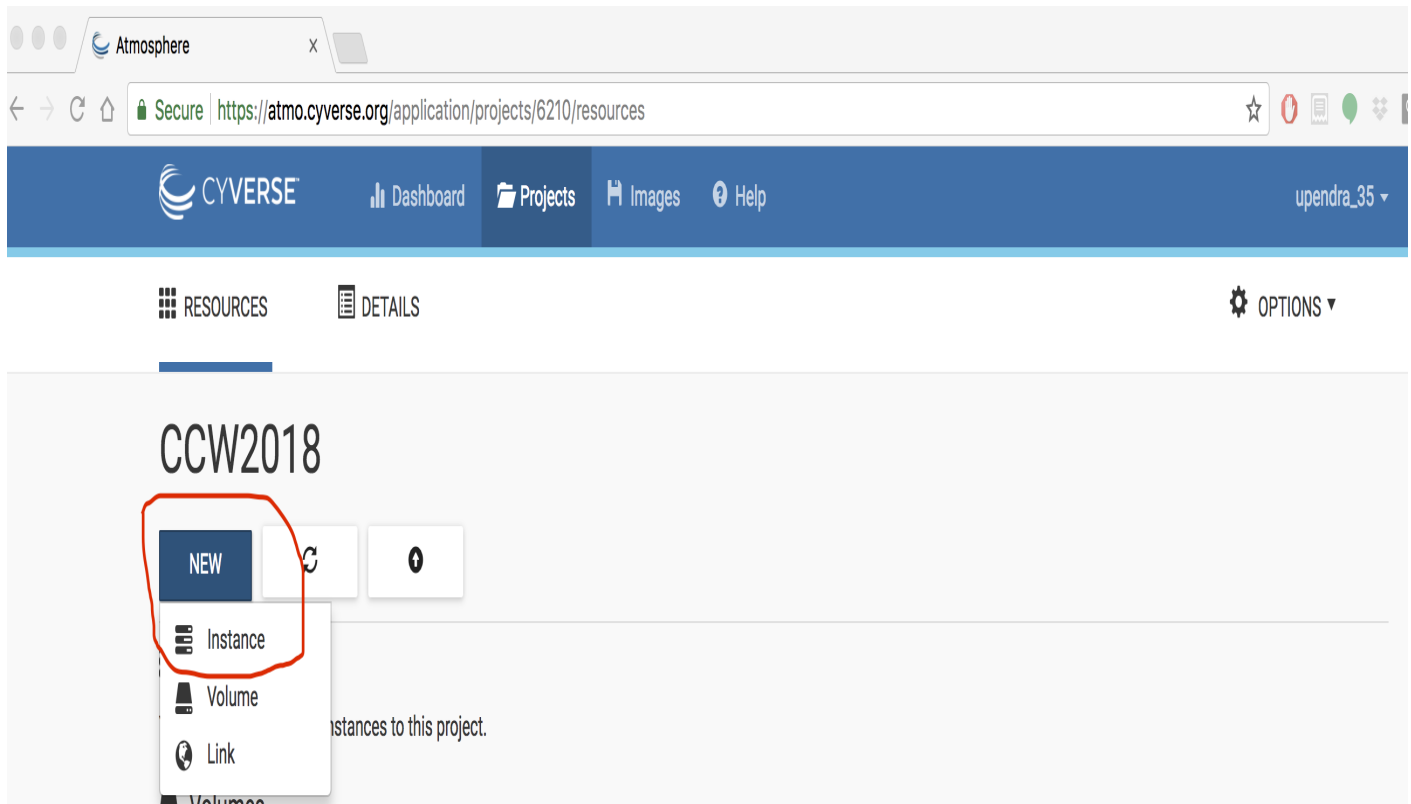 Atmosphere
Secure https://atmo.cyverse.org/application/projects/6210/resources
CYVERSE Dashboard Projects Images Help upendra_35
RESOURCES DETAILS OPTIONS
CCW2018
NEW
Instance
Volume
nstances to this project.
Link
Volumes